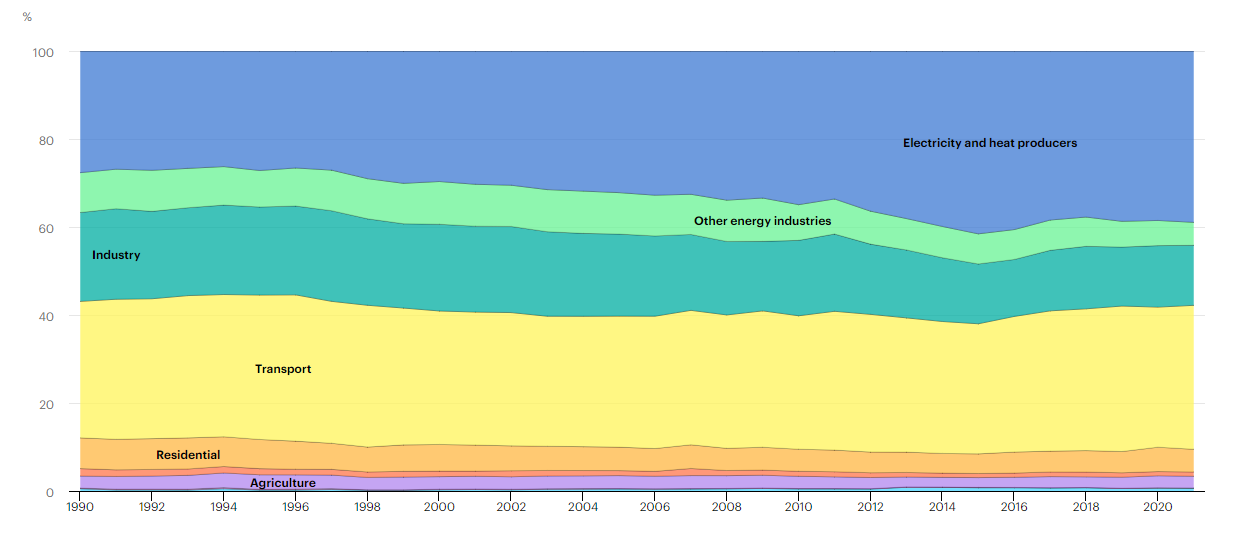 %
100
80
60
40
20
0
Electricity and heat producers
Other energy industries
Industry
Transport
Residential
Agriculture
1990 1992 1994 1996 1998 2000 2002 2004 2006 2008 2010 2012 2014 2016 2018 2020